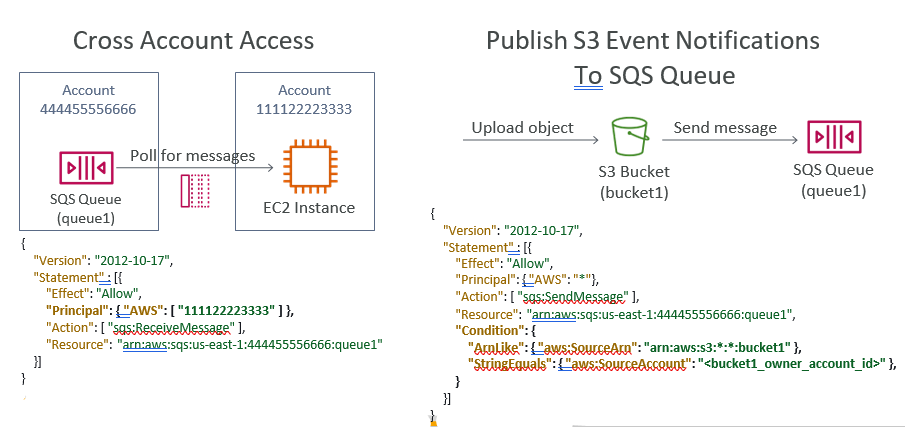 Cross Account Access
Account
444455556666
Account
111122223333
Poll for messages
SQS Queue
(queue1)
EC2 Instance
{
"Version": "2012-10-17",
"Statement" : [{
"Effect": "Allow",
"Principal": { "AWS": [ "111122223333" ] },
"Action": [ "sqs:ReceiveMessage" ],
"Resource": "arn:aws:sqs:us-east-1:444455556666:queue1"
}]
}
Publish S3 Event Notifications
To SQS Queue
Upload object
Send message
S3 Bucket
(bucket1)
SQS Queue
(queue1)
{
"Version": "2012-10-17",
"Statement" : [{
"Effect": "Allow",
"Principal": { "AWS": "*"},
"Action": [ "sqs:SendMessage" ],
"Resource": "arn:aws:sqs:us-east-1:444455556666:queue1",
"Condition": {
"ArnLike": { "aws:SourceArn": "arn:aws:s3:*:*:bucket1" },
"StringEquals": { "aws:SourceAccount": "<bucket1_owner_account_id>" },
}
}]
}